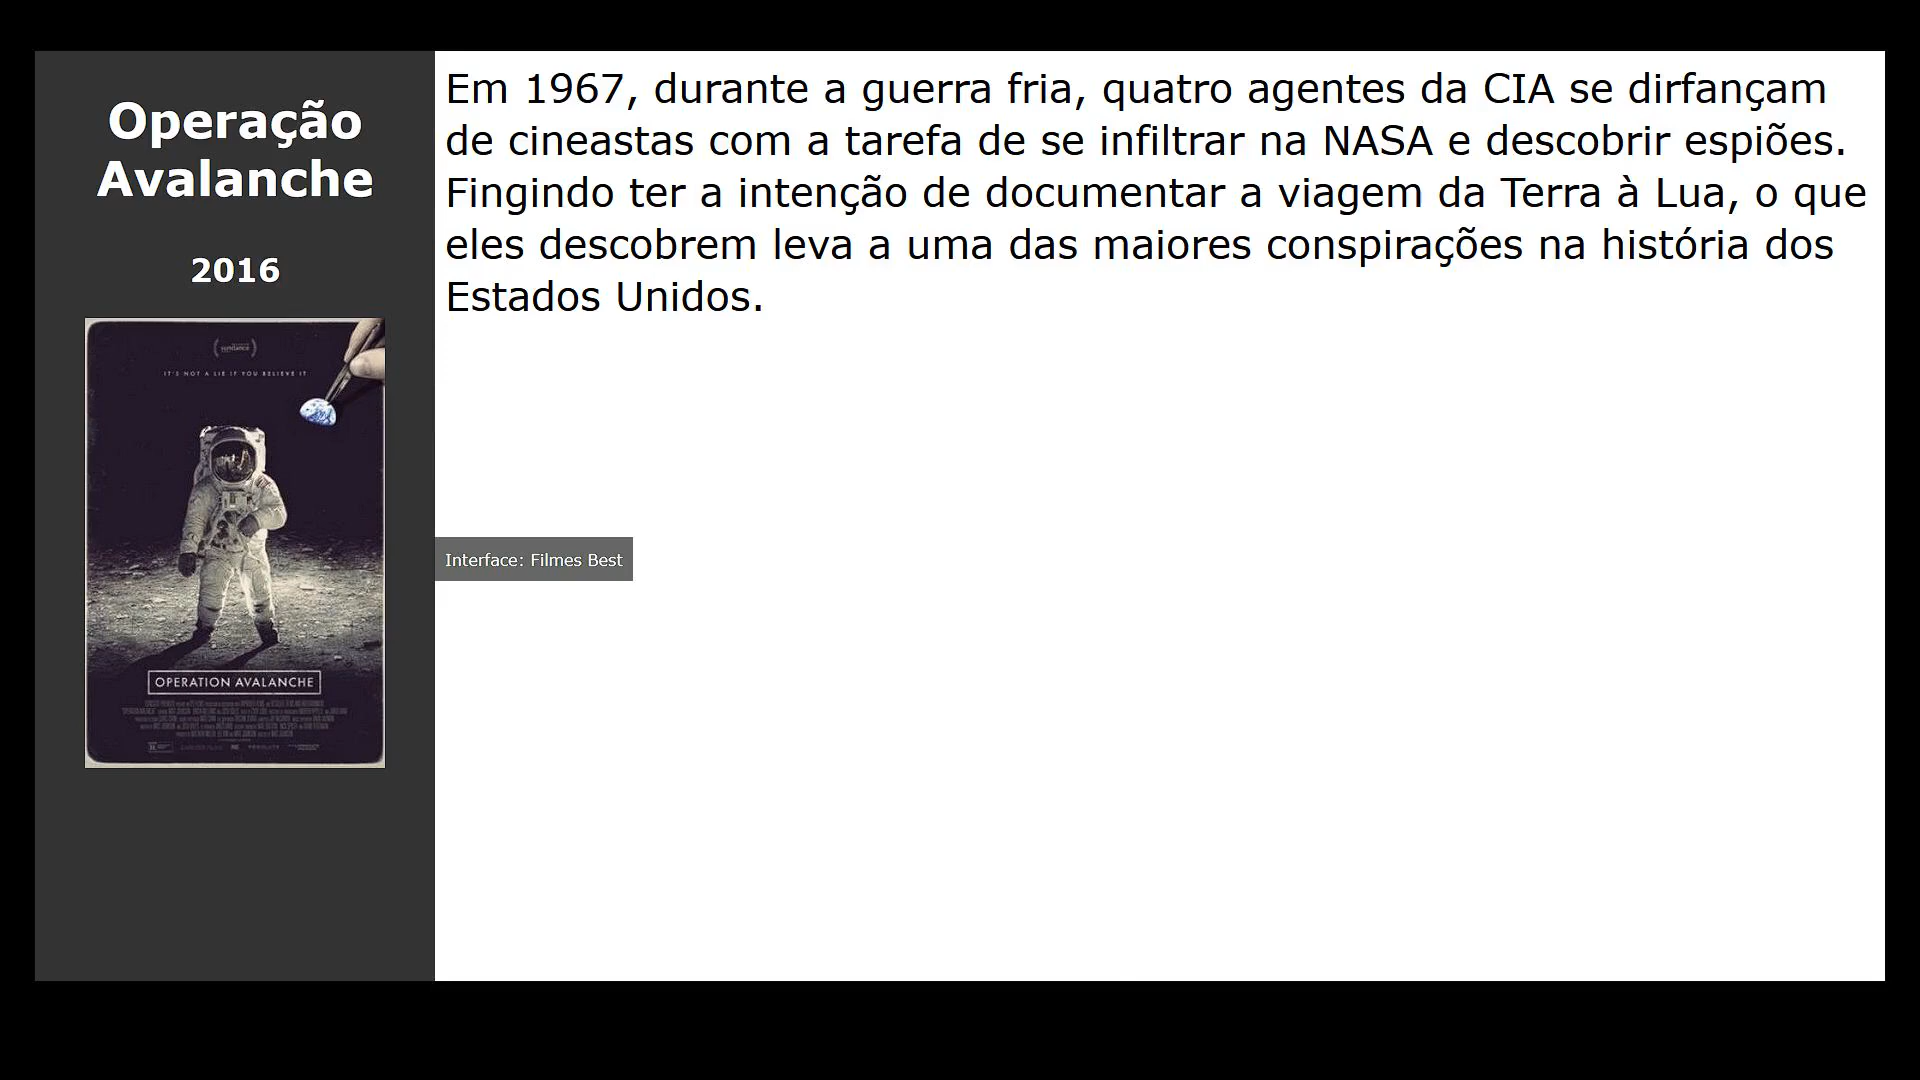 Operação
Avalanche
2016
sundance
IT'S NOT A LIE IF YOU BELIEVE IT
OPERATION AVALANCHE
Em 1967, durante a guerra fria, quatro agentes da CIA se dirfançam
de cineastas com a tarefa de se infiltrar na NASA e descobrir espiões.
Fingindo ter a intenção de documentar a viagem da Terra à Lua, o que
eles descobrem leva a uma das maiores conspirações na história dos
Estados Unidos.
Interface: Filmes Best